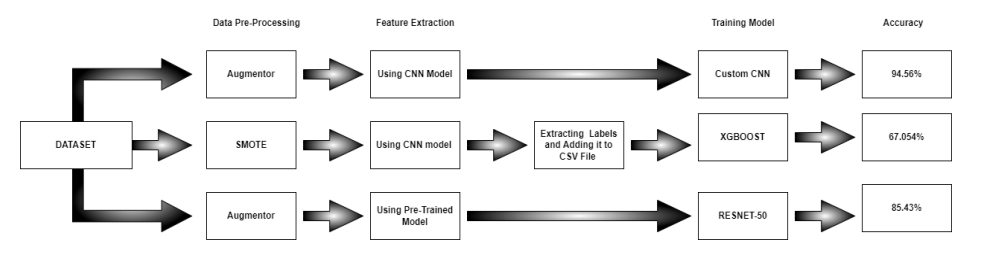 Data Pre-Processing
Feature Extraction
Training Model
Accuracy
Augmentor
Using CNN Model
Custom CNN
94.56%
DATASET
SMOTE
Using CNN model
Extracting Labels
and Adding it to
CSV File
XGBOOST
67.054%
Augmentor
Using Pre-Trained
Model
RESNET-50
85.43%